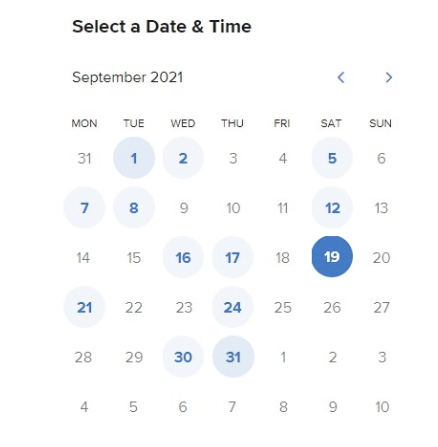 Select a Date & Time
September 2021
MON TUE WED THU FRI SAT SUN
31 1 2 3 4 5 6
7 8 9 10 11 12 13
14 15 16 17 18 19 20
21 22 23 24 25 26 27
28 29 30 31 1 2 3
4 5 6 7 8 9 10